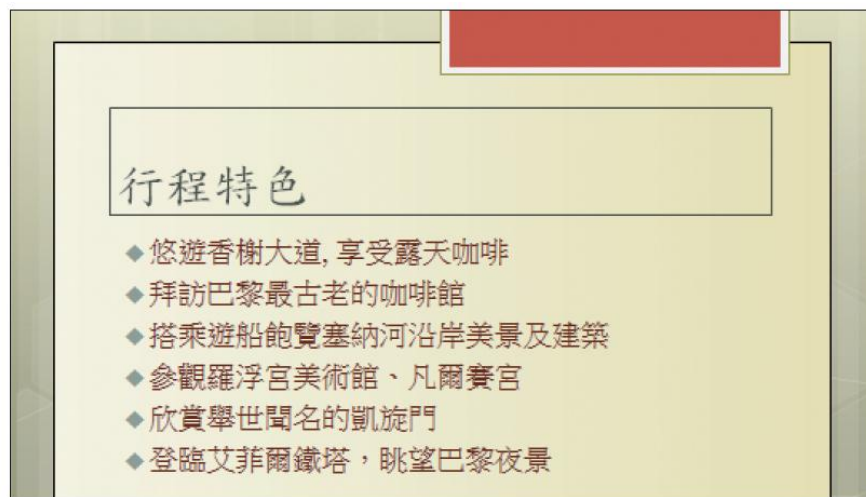 行程特色
◆悠遊香榭大道, 享受露天咖啡
◆拜訪巴黎最古老的咖啡館
◆搭乘遊船飽覽塞納河沿岸美景及建築
◆參觀羅浮宮美術館、凡爾賽宮
◆欣賞舉世聞名的凱旋門
◆登臨艾菲爾鐵塔，眺望巴黎夜景